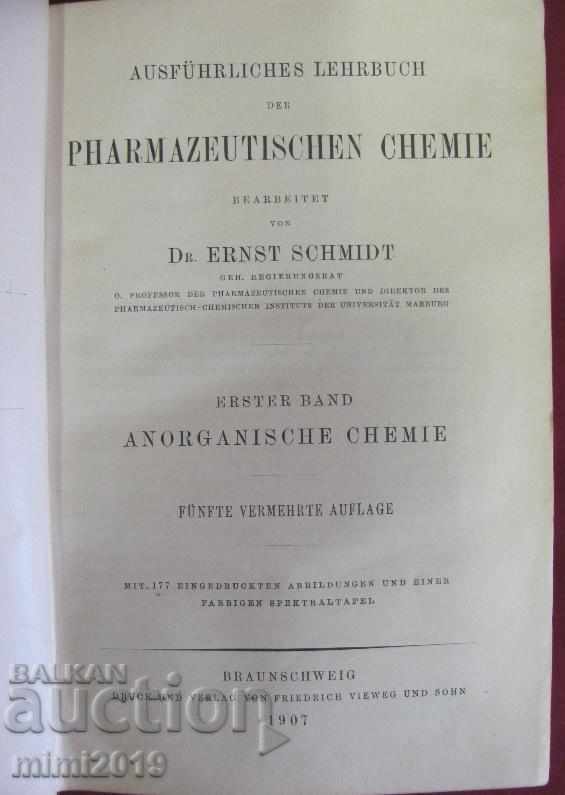 AUSFÜHRLICHES LEHRBUCH
DER
PHARMAZEUTISCHEN CHEMIE
BEARBEITET
VON
DR. ERNST SCHMIDT
GEH. REGIERUNGSRAT
O. PROFESSOR DER PHARMAZEUTISCHEN CHEMIE UND DIREKTOR DES
PHARMAZEUTISCH-CHEMISCHEN INSTITUTS DER UNIVERSITÄT MARBURG
ERSTER BAND
ANORGANISCHE CHEMIE
FÜNFTE VERMEHRTE AUFLAGE
MIT 177 EINGEDRUCKTEN ABBILDUNGEN UND EINER
FARBIGEN SPEKTRALTAFEL
BRAUNSCHWEIG
DRUCK UND VERLAG VON FRIEDRICH VIEWEG UND SOHN
1907
BALKAN
auction
mimi2019